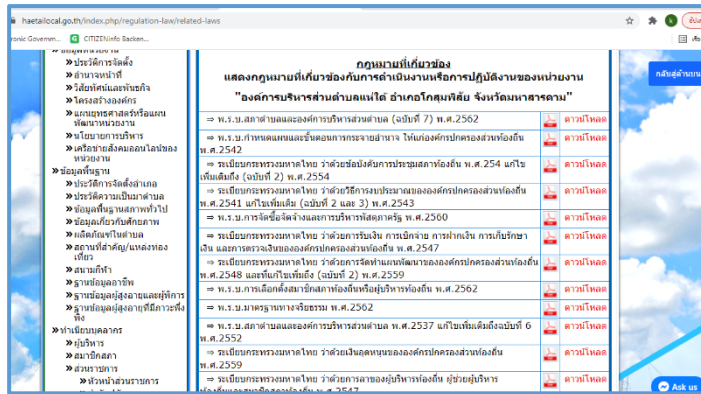 haetailocal.go.th/index.php/regulation-law/related-laws
ronic Governm...
CITIZENinfo Backen...
ประวัติการจัดตั้ง
อำนาจหน้าที่
วิสัยทัศน์และพันธกิจ
โครงสร้างองค์กร
แผนยุทธศาสตร์หรือแผน
พัฒนาหน่วยงาน
นโยบายการบริหาร
เครือข่ายสังคมออนไลน์ของ
หน่วยงาน
ข้อมูลพื้นฐาน
ประวัติการจัดตั้งอำเภอ
ประวัติความเป็นมาตำบล
ข้อมูลพื้นฐานสภาพทั่วไป
ข้อมูลเกี่ยวกับศักยภาพ
ผลิตภัณฑ์ในตำบล
สถานที่สำคัญ/แหล่งท่อง
เที่ยว
สนามกีฬา
ฐานข้อมูลอาชีพ
ฐานข้อมูลผู้สูงอายุและผู้พิการ
ฐานข้อมูลผู้สูงอายุที่มีภาวะพึ่ง
พิง
ทำเนียบบุคลากร
ผู้บริหาร
สมาชิกสภา
ส่วนราชการ
หัวหน้าส่วนราชการ
กฎหมายที่เกี่ยวข้อง
แสดงกฎหมายที่เกี่ยวข้องกับการดำเนินงานหรือการปฏิบัติงานของหน่วยงาน
"องค์การบริหารส่วนตำบลแห่ใต้ อำเภอโกสุมพิสัย จังหวัดมหาสารคาม"
⇒ พ.ร.บ.สภาตำบลและองค์การบริหารส่วนตำบล (ฉบับที่ 7) พ.ศ.2562 ดาวน์โหลด
⇒ พ.ร.บ.กำหนดแผนและขั้นตอนการกระจายอำนาจ ให้แก่องค์กรปกครองส่วนท้องถิ่น
พ.ศ.2542 ดาวน์โหลด
⇒ ระเบียบกระทรวงมหาดไทย ว่าด้วยข้อบังคับการประชุมสภาท้องถิ่น พ.ศ.254 แก้ไข
เพิ่มเติมถึง (ฉบับที่ 2) พ.ศ.2554 ดาวน์โหลด
⇒ ระเบียบกระทรวงมหาดไทย ว่าด้วยวิธีการงบประมาณขององค์กรปกครองส่วนท้องถิ่น
พ.ศ.2541 แก้ไขเพิ่มเติม (ฉบับที่ 2 และ 3) พ.ศ.2543 ดาวน์โหลด
⇒ พ.ร.บ.การจัดซื้อจัดจ้างและการบริหารพัสดุภาครัฐ พ.ศ.2560 ดาวน์โหลด
⇒ ระเบียบกระทรวงมหาดไทย ว่าด้วยการรับเงิน การเบิกจ่าย การฝากเงิน การเก็บรักษา
เงิน และการตรวจเงินขององค์กรปกครองส่วนท้องถิ่น พ.ศ.2547 ดาวน์โหลด
⇒ ระเบียบกระทรวงมหาดไทย ว่าด้วยการจัดทำแผนพัฒนาขององค์กรปกครองส่วนท้องถิ่น
พ.ศ.2548 และที่แก้ไขเพิ่มถึง (ฉบับที่ 2) พ.ศ.2559 ดาวน์โหลด
⇒ พ.ร.บ.การเลือกตั้งสมาชิกสภาท้องถิ่นหรือผู้บริหารท้องถิ่น พ.ศ.2562 ดาวน์โหลด
⇒ พ.ร.บ.มาตรฐานทางจริยธรรม พ.ศ.2562 ดาวน์โหลด
⇒ พ.ร.บ.สภาตำบลและองค์การบริหารส่วนตำบล พ.ศ.2537 แก้ไขเพิ่มเติมถึงฉบับที่ 6
พ.ศ.2552 ดาวน์โหลด
⇒ ระเบียบกระทรวงมหาดไทย ว่าด้วยเงินอุดหนุนขององค์กรปกครองส่วนท้องถิ่น
พ.ศ.2559 ดาวน์โหลด
⇒ ระเบียบกระทรวงมหาดไทย ว่าด้วยการลาของผู้บริหารท้องถิ่น ผู้ช่วยผู้บริหาร ดาวน์โหลด
กลับสู่ด้านบน
Ask us